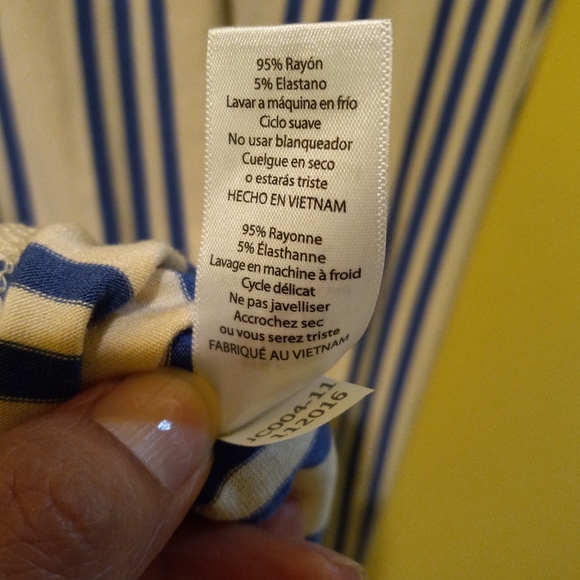 95% Rayón
5% Elastano
Lavar a máquina en frío
Ciclo suave
No usar blanqueador
Cuelgue en seco
o estarás triste
HECHO EN VIETNAM
95% Rayonne
5% Élasthanne
Lavage en machine à froid
Cycle délicat
Ne pas javelliser
Accrochez sec
ou vous serez triste
FABRIQUÉ AU VIETNAM
JC004-11
112016